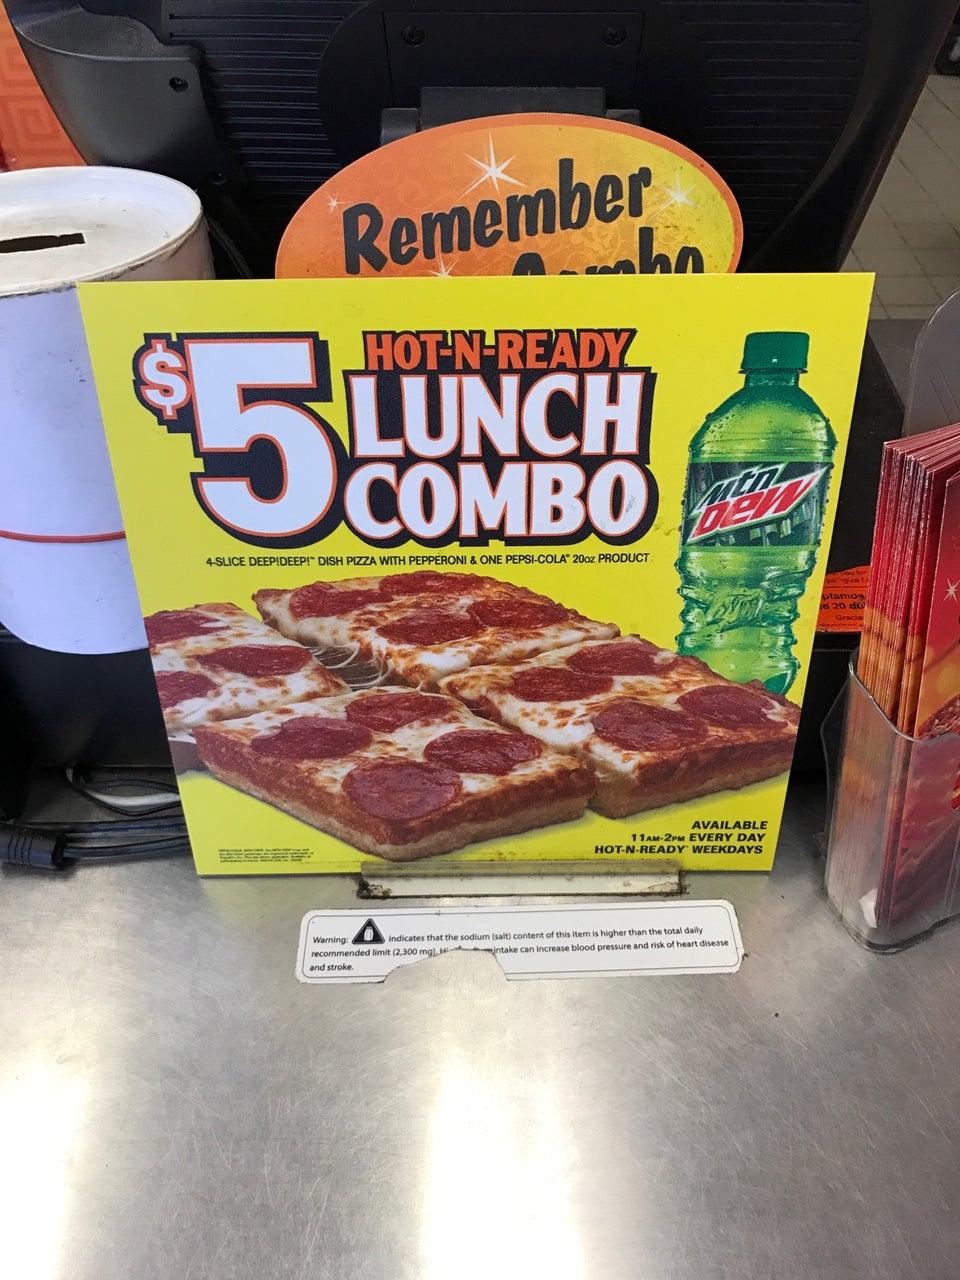 Remember
$5
HOT-N-READY
LUNCH
COMBO
4-SLICE DEEP!DEEP!™ DISH PIZZA WITH PEPPERONI & ONE PEPSI-COLA® 20OZ PRODUCT
Mtn
DEW
AVAILABLE
11AM-2PM EVERY DAY
HOT-N-READY® WEEKDAYS
Warning: indicates that the sodium (salt) content of this item is higher than the total daily
recommended limit (2,300 mg). intake can increase blood pressure and risk of heart disease
and stroke.